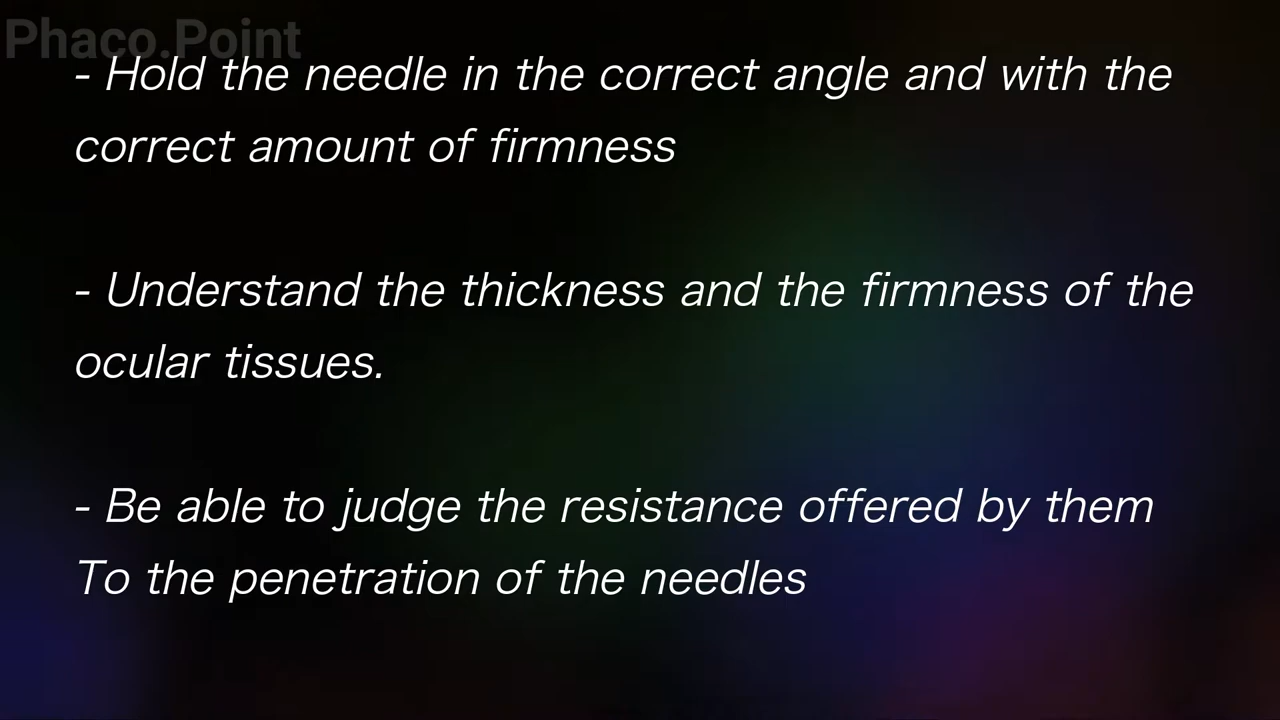 Phaco.Point
- Hold the needle in the correct angle and with the
correct amount of firmness
- Understand the thickness and the firmness of the
ocular tissues.
- Be able to judge the resistance offered by them
To the penetration of the needles